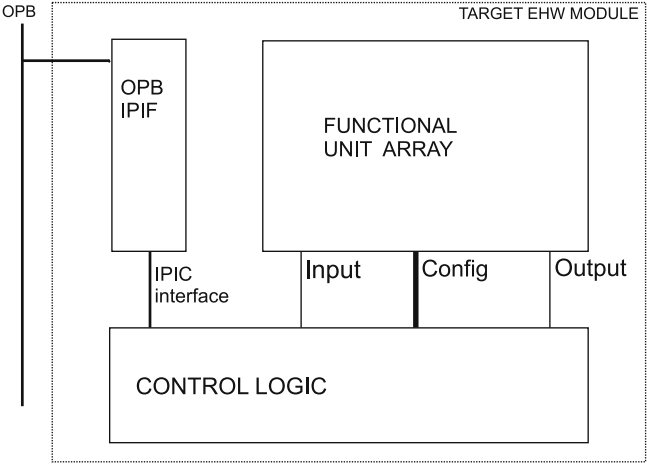 OPB
TARGET EHW MODULE
OPB
IPIF
FUNCTIONAL
UNIT ARRAY
IPIC
interface
Input
Config
Output
CONTROL LOGIC